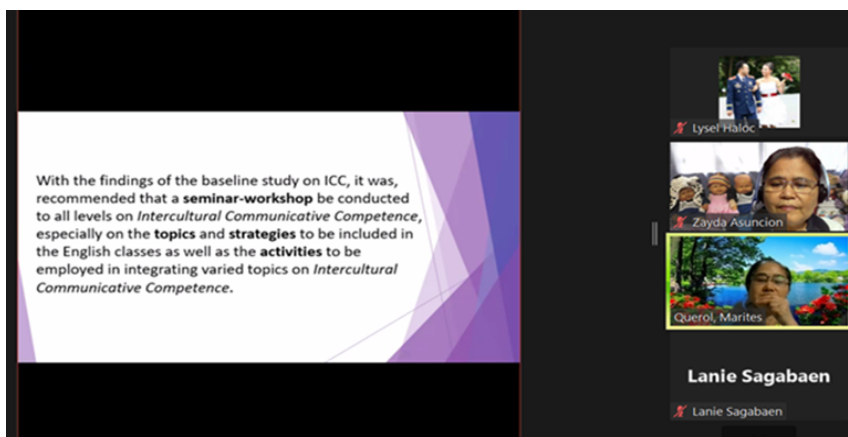 With the findings of the baseline study on ICC, it was,
recommended that a seminar-workshop be conducted
to all levels on Intercultural Communicative Competence,
especially on the topics and strategies to be included in
the English classes as well as the activities to be
employed in integrating varied topics on Intercultural
Communicative Competence.
Lysel Haloc
Zayda Asuncion
Querol, Marites
Lanie Sagabaen
Lanie Sagabaen